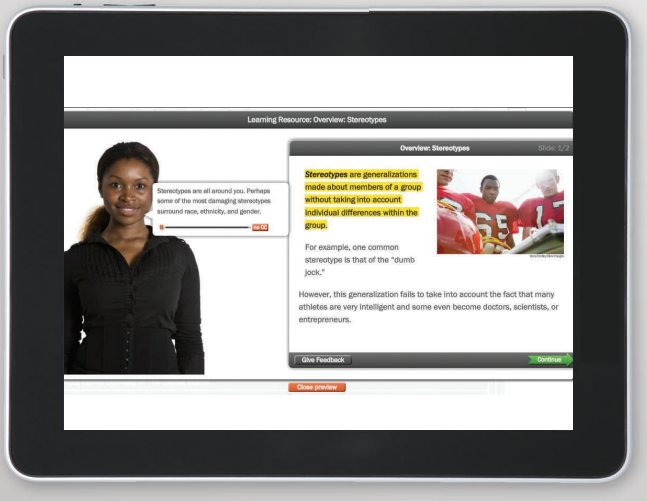 Learning Resource: Overview: Stereotypes
Stereotypes are all around you. Perhaps
some of the most damaging stereotypes
surround race, ethnicity, and gender.
Overview: Stereotypes
Slide: 1/2
Stereotypes are generalizations
made about members of a group
without taking into account
individual differences within the
group.
For example, one common
stereotype is that of the “dumb
jock.”
However, this generalization fails to take into account the fact that many
athletes are very intelligent and some even become doctors, scientists, or
entrepreneurs.
65
1
Give Feedback
Continue
Close preview